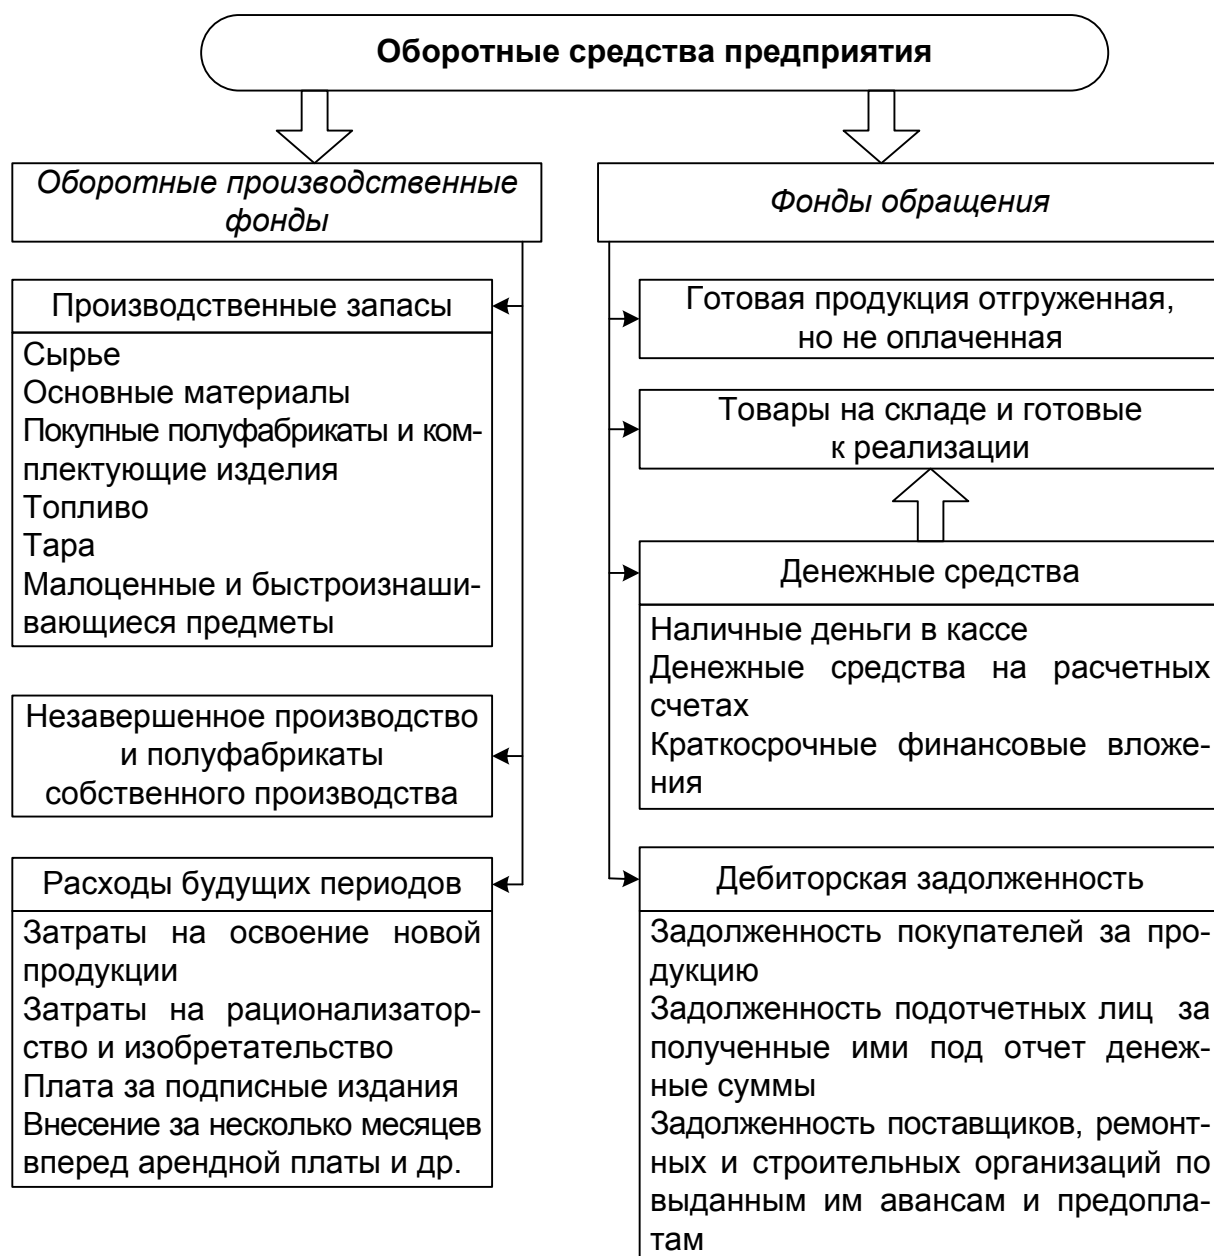 Оборотные средства предприятия
Оборотные производственные
фонды
Производственные запасы
Сырье
Основные материалы
Покупные полуфабрикаты и ком-
плектующие изделия
Топливо
Тара
Малоценные и быстроизнаши-
вающиеся предметы
Незавершенное производство
и полуфабрикаты
собственного производства
Расходы будущих периодов
Затраты на освоение новой
продукции
Затраты на рационализатор-
ство и изобретательство
Плата за подписные издания
Внесение за несколько месяцев
вперед арендной платы и др.
Фонды обращения
Готовая продукция отгруженная,
но не оплаченная
Товары на складе и готовые
к реализации
Денежные средства
Наличные деньги в кассе
Денежные средства на расчетных
счетах
Краткосрочные финансовые вложе-
ния
Дебиторская задолженность
Задолженность покупателей за про-
дукцию
Задолженность подотчетных лиц за
полученные ими под отчет денеж-
ные суммы
Задолженность поставщиков, ремонт-
ных и строительных организаций по
выданным им авансам и предопла-
там